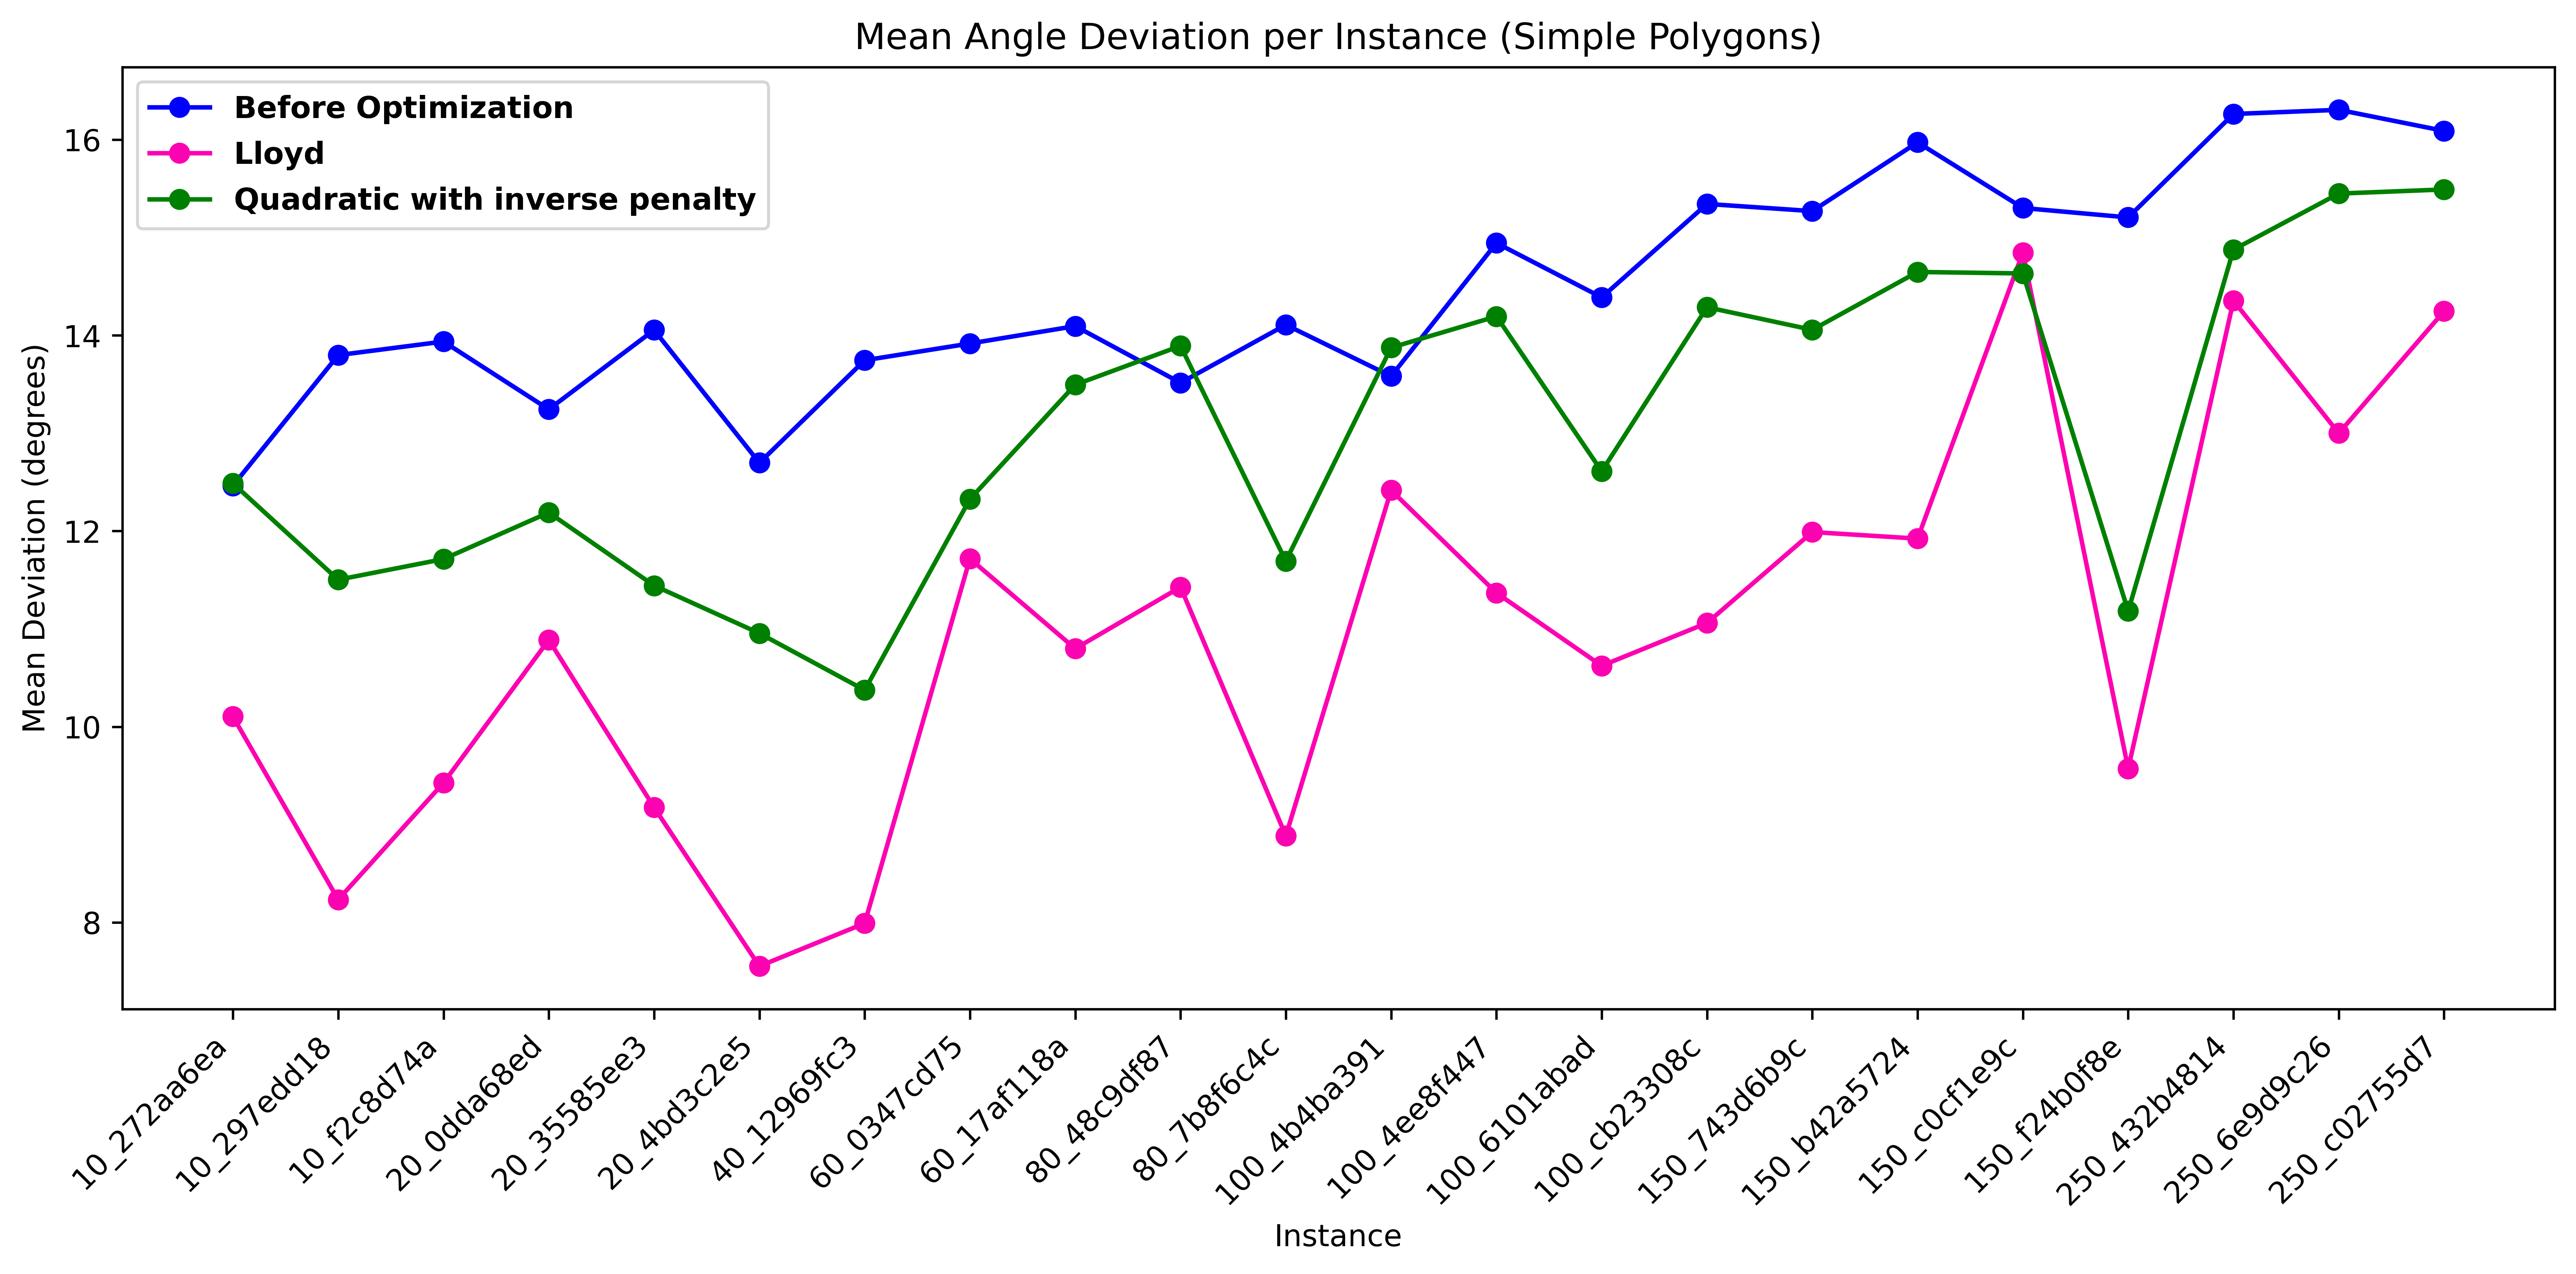 Mean Angle Deviation per Instance (Simple Polygons)
Before Optimization
Lloyd
Quadratic with inverse penalty
Mean Deviation (degrees)
16
14
12
10
8
10_272aa6ea
10_297edd18
10_f2c8d74a
20_0dda68ed
20_35585ee3
20_4bd3c2e5
40_12969fc3
60_0347cd75
60_17af118a
80_48c9df87
80_7b8f6c4c
100_4b4ba391
100_4ee8f447
100_6101abad
100_cb23308c
150_743d6b9c
150_b42a5724
150_c0cf1e9c
150_f24b0f8e
250_432b4814
250_6e9d9c26
250_c02755d7
Instance